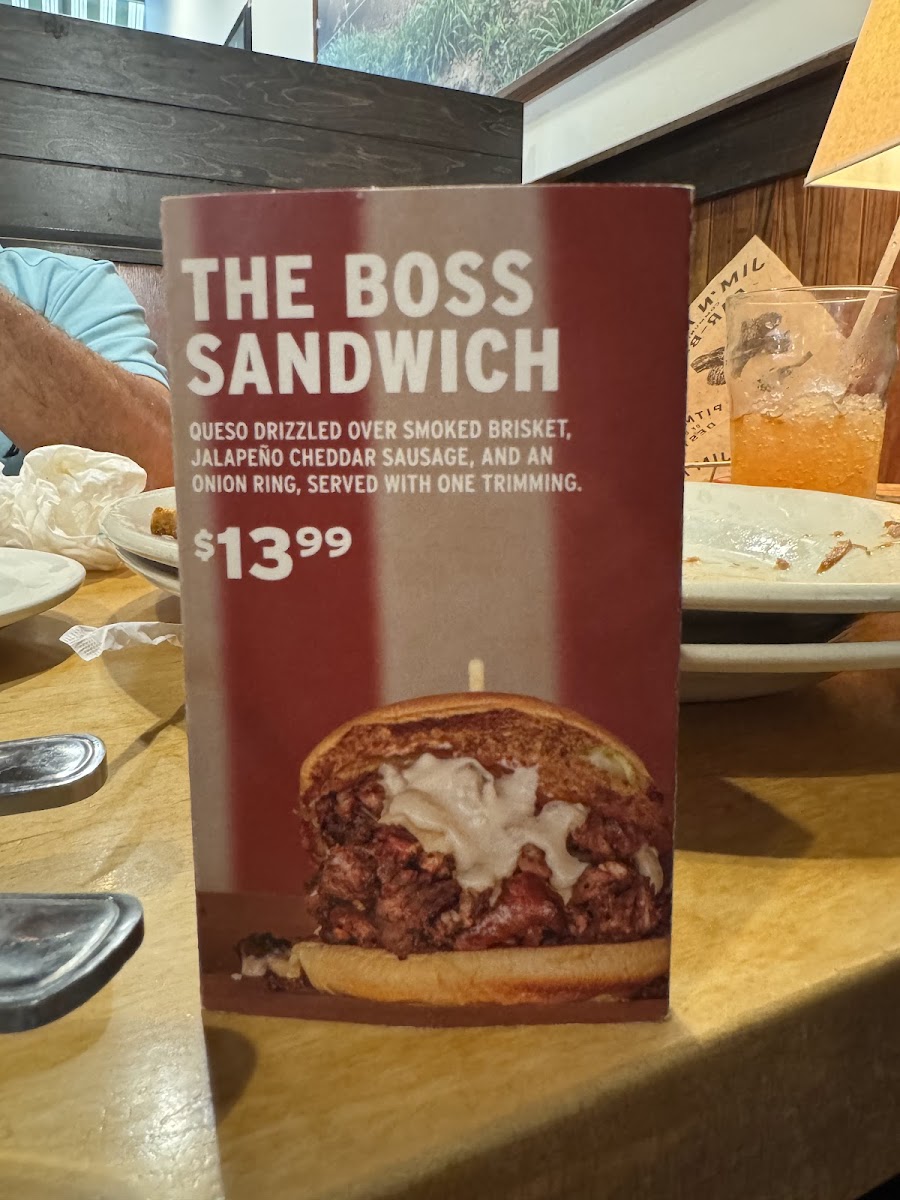 THE BOSS
SANDWICH
QUESO DRIZZLED OVER SMOKED BRISKET,
JALAPEÑO CHEDDAR SAUSAGE, AND AN
ONION RING, SERVED WITH ONE TRIMMING.
$13.99
JIM 'N